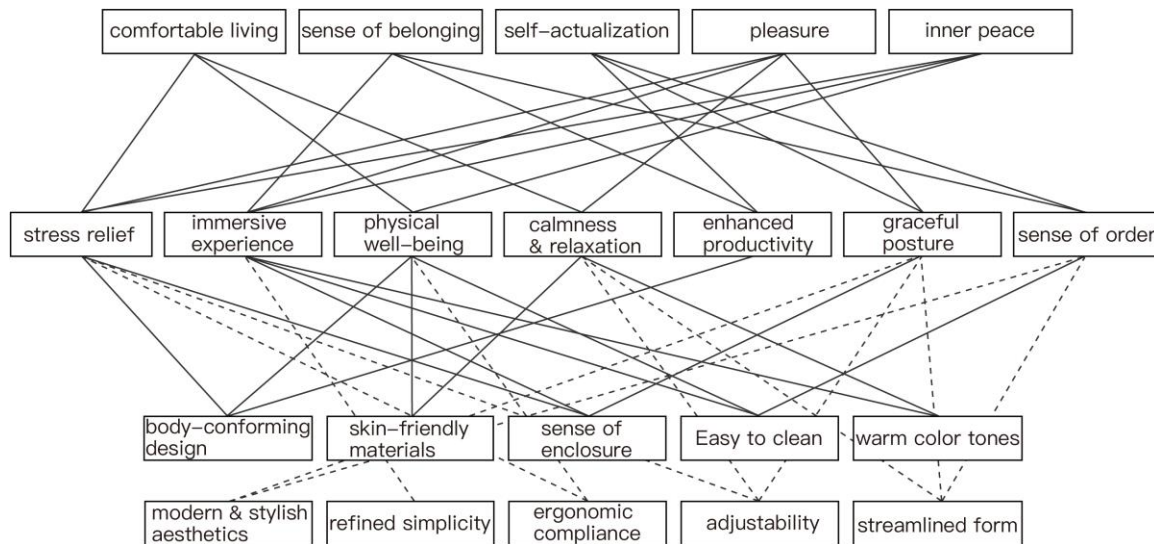 comfortable living
sense of belonging
self-actualization
pleasure
inner peace
stress relief
immersive
experience
physical
well-being
calmness
& relaxation
enhanced
productivity
graceful
posture
sense of order
body-conforming
design
skin-friendly
materials
sense of
enclosure
Easy to clean
warm color tones
modern & stylish
aesthetics
refined simplicity
ergonomic
compliance
adjustability
streamlined form